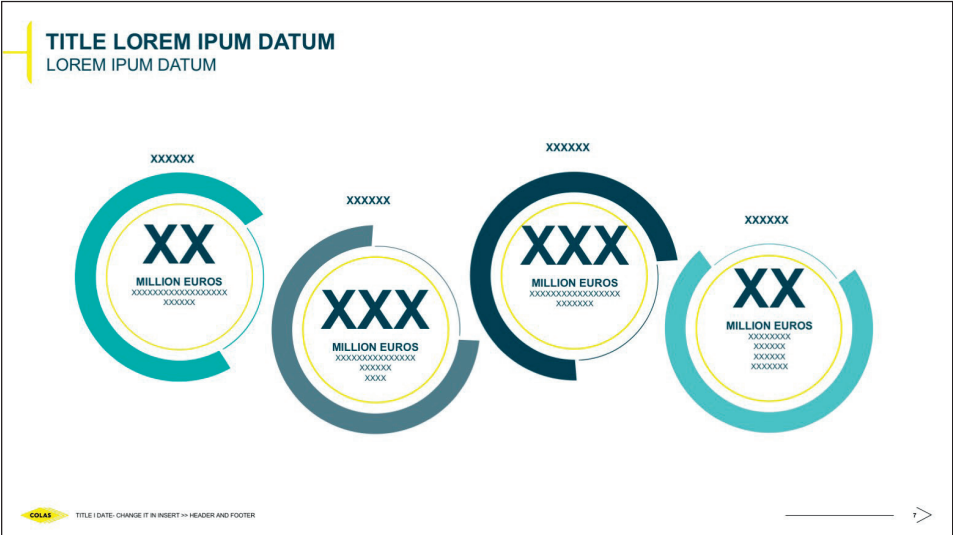 TITLE LOREM IPUM DATUM
LOREM IPUM DATUM
XXXXXX
XX
MILLION EUROS
XXXXXXXXXXXXXXXXXX
XXXXXX
XXXXXX
XXX
MILLION EUROS
XXXXXXXXXXXXXXX
XXXXXX
XXXX
XXXXXX
XXX
MILLION EUROS
XXXXXXXXXXXXXXXXX
XXXXXXX
XXXXXX
XX
MILLION EUROS
XXXXXXXX
XXXXXX
XXXXXX
XXXXXXX
COLAS
TITLE I DATE- CHANGE IT IN INSERT >> HEADER AND FOOTER
7